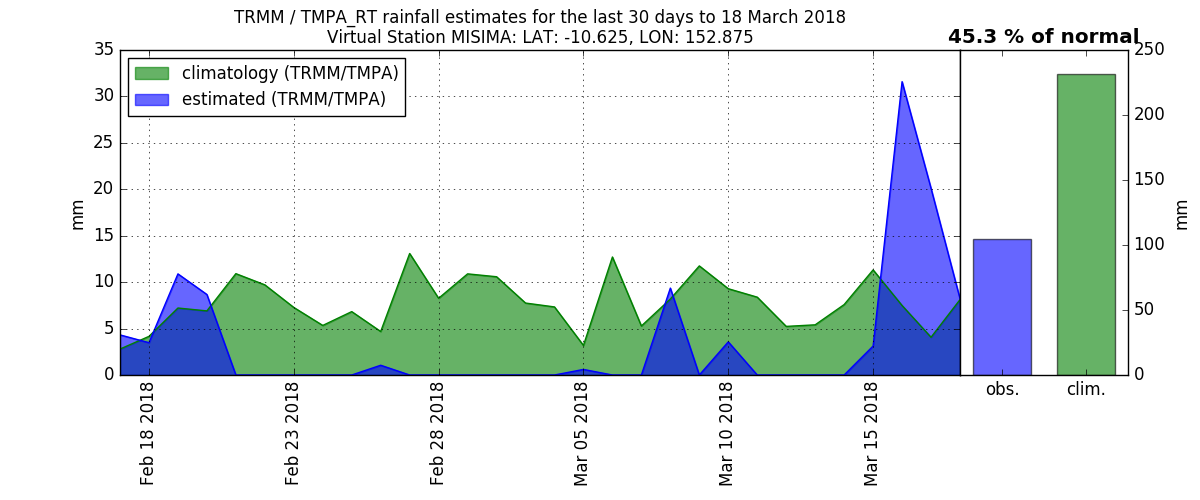 TRMM / TMPA_RT rainfall estimates for the last 30 days to 18 March 2018
Virtual Station MISIMA: LAT: -10.625, LON: 152.875
45.3 % of normal
climatology (TRMM/TMPA)
estimated (TRMM/TMPA)
35
30
25
20
15
10
5
0
mm
Feb 18 2018
Feb 23 2018
Feb 28 2018
Mar 05 2018
Mar 10 2018
Mar 15 2018
250
200
150
100
50
0
mm
obs.
clim.